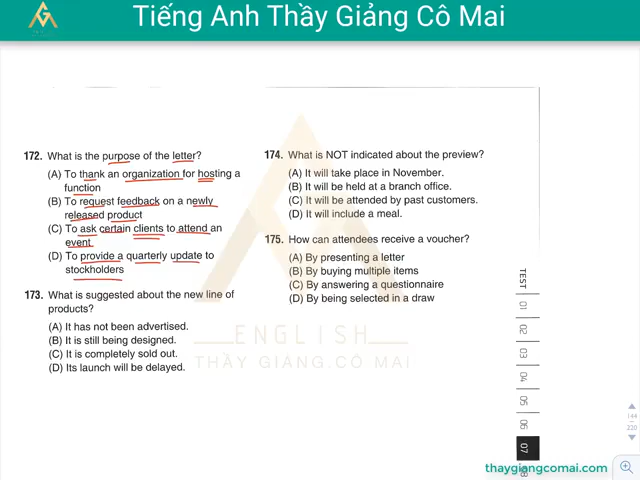 Tiếng Anh Thầy Giảng Cô Mai
172. What is the purpose of the letter?
(A) To thank an organization for hosting a
function
(B) To request feedback on a newly
released product
(C) To ask certain clients to attend an
event
(D) To provide a quarterly update to
stockholders
173. What is suggested about the new line of
products?
(A) It has not been advertised.
(B) It is still being designed.
(C) It is completely sold out.
(D) Its launch will be delayed.
174. What is NOT indicated about the preview?
(A) It will take place in November.
(B) It will be held at a branch office.
(C) It will be attended by past customers.
(D) It will include a meal.
175. How can attendees receive a voucher?
(A) By presenting a letter
(B) By buying multiple items
(C) By answering a questionnaire
(D) By being selected in a draw
ENGLISH
THẦY GIẢNG.CÔ MAI
TEST
01
02
03
04
05
06
07
144
220
thaygiangcomai.com